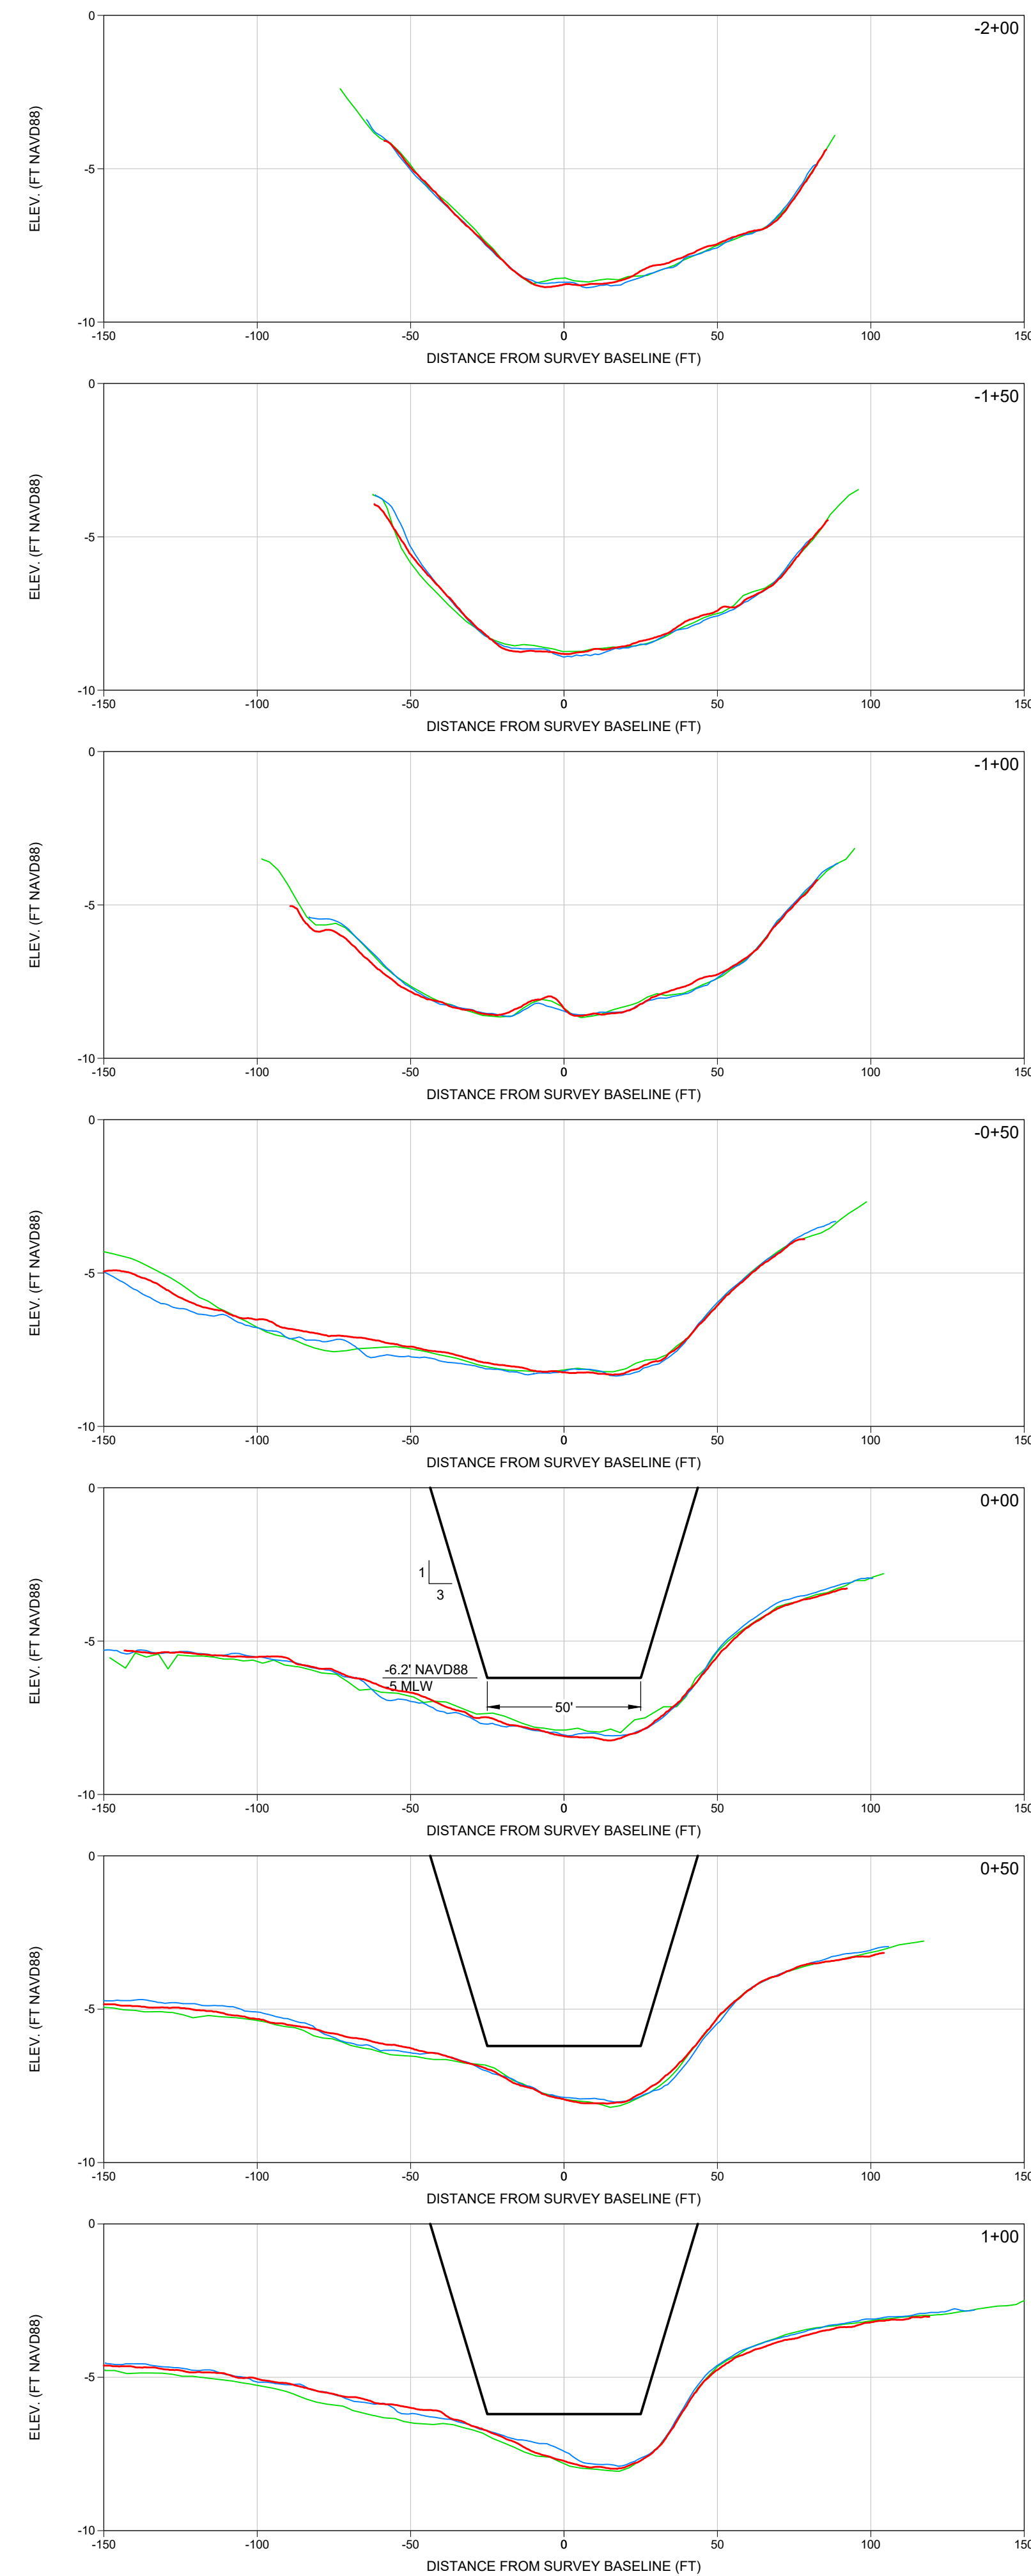 0
-2+00
ELEV. (FT NAVD88)
-5
-10
-150 -100 -50 0 50 100 150
DISTANCE FROM SURVEY BASELINE (FT)
0
-1+50
ELEV. (FT NAVD88)
-5
-10
-150 -100 -50 0 50 100 150
DISTANCE FROM SURVEY BASELINE (FT)
0
-1+00
ELEV. (FT NAVD88)
-5
-10
-150 -100 -50 0 50 100 150
DISTANCE FROM SURVEY BASELINE (FT)
0
-0+50
ELEV. (FT NAVD88)
-5
-10
-150 -100 -50 0 50 100 150
DISTANCE FROM SURVEY BASELINE (FT)
0
0+00
ELEV. (FT NAVD88)
1
3
-5
-6.2' NAVD88
-5 MLW
50'
-10
-150 -100 -50 0 50 100 150
DISTANCE FROM SURVEY BASELINE (FT)
0
0+50
ELEV. (FT NAVD88)
-5
-10
-150 -100 -50 0 50 100 150
DISTANCE FROM SURVEY BASELINE (FT)
0
1+00
ELEV. (FT NAVD88)
-5
-10
-150 -100 -50 0 50 100 150
DISTANCE FROM SURVEY BASELINE (FT)